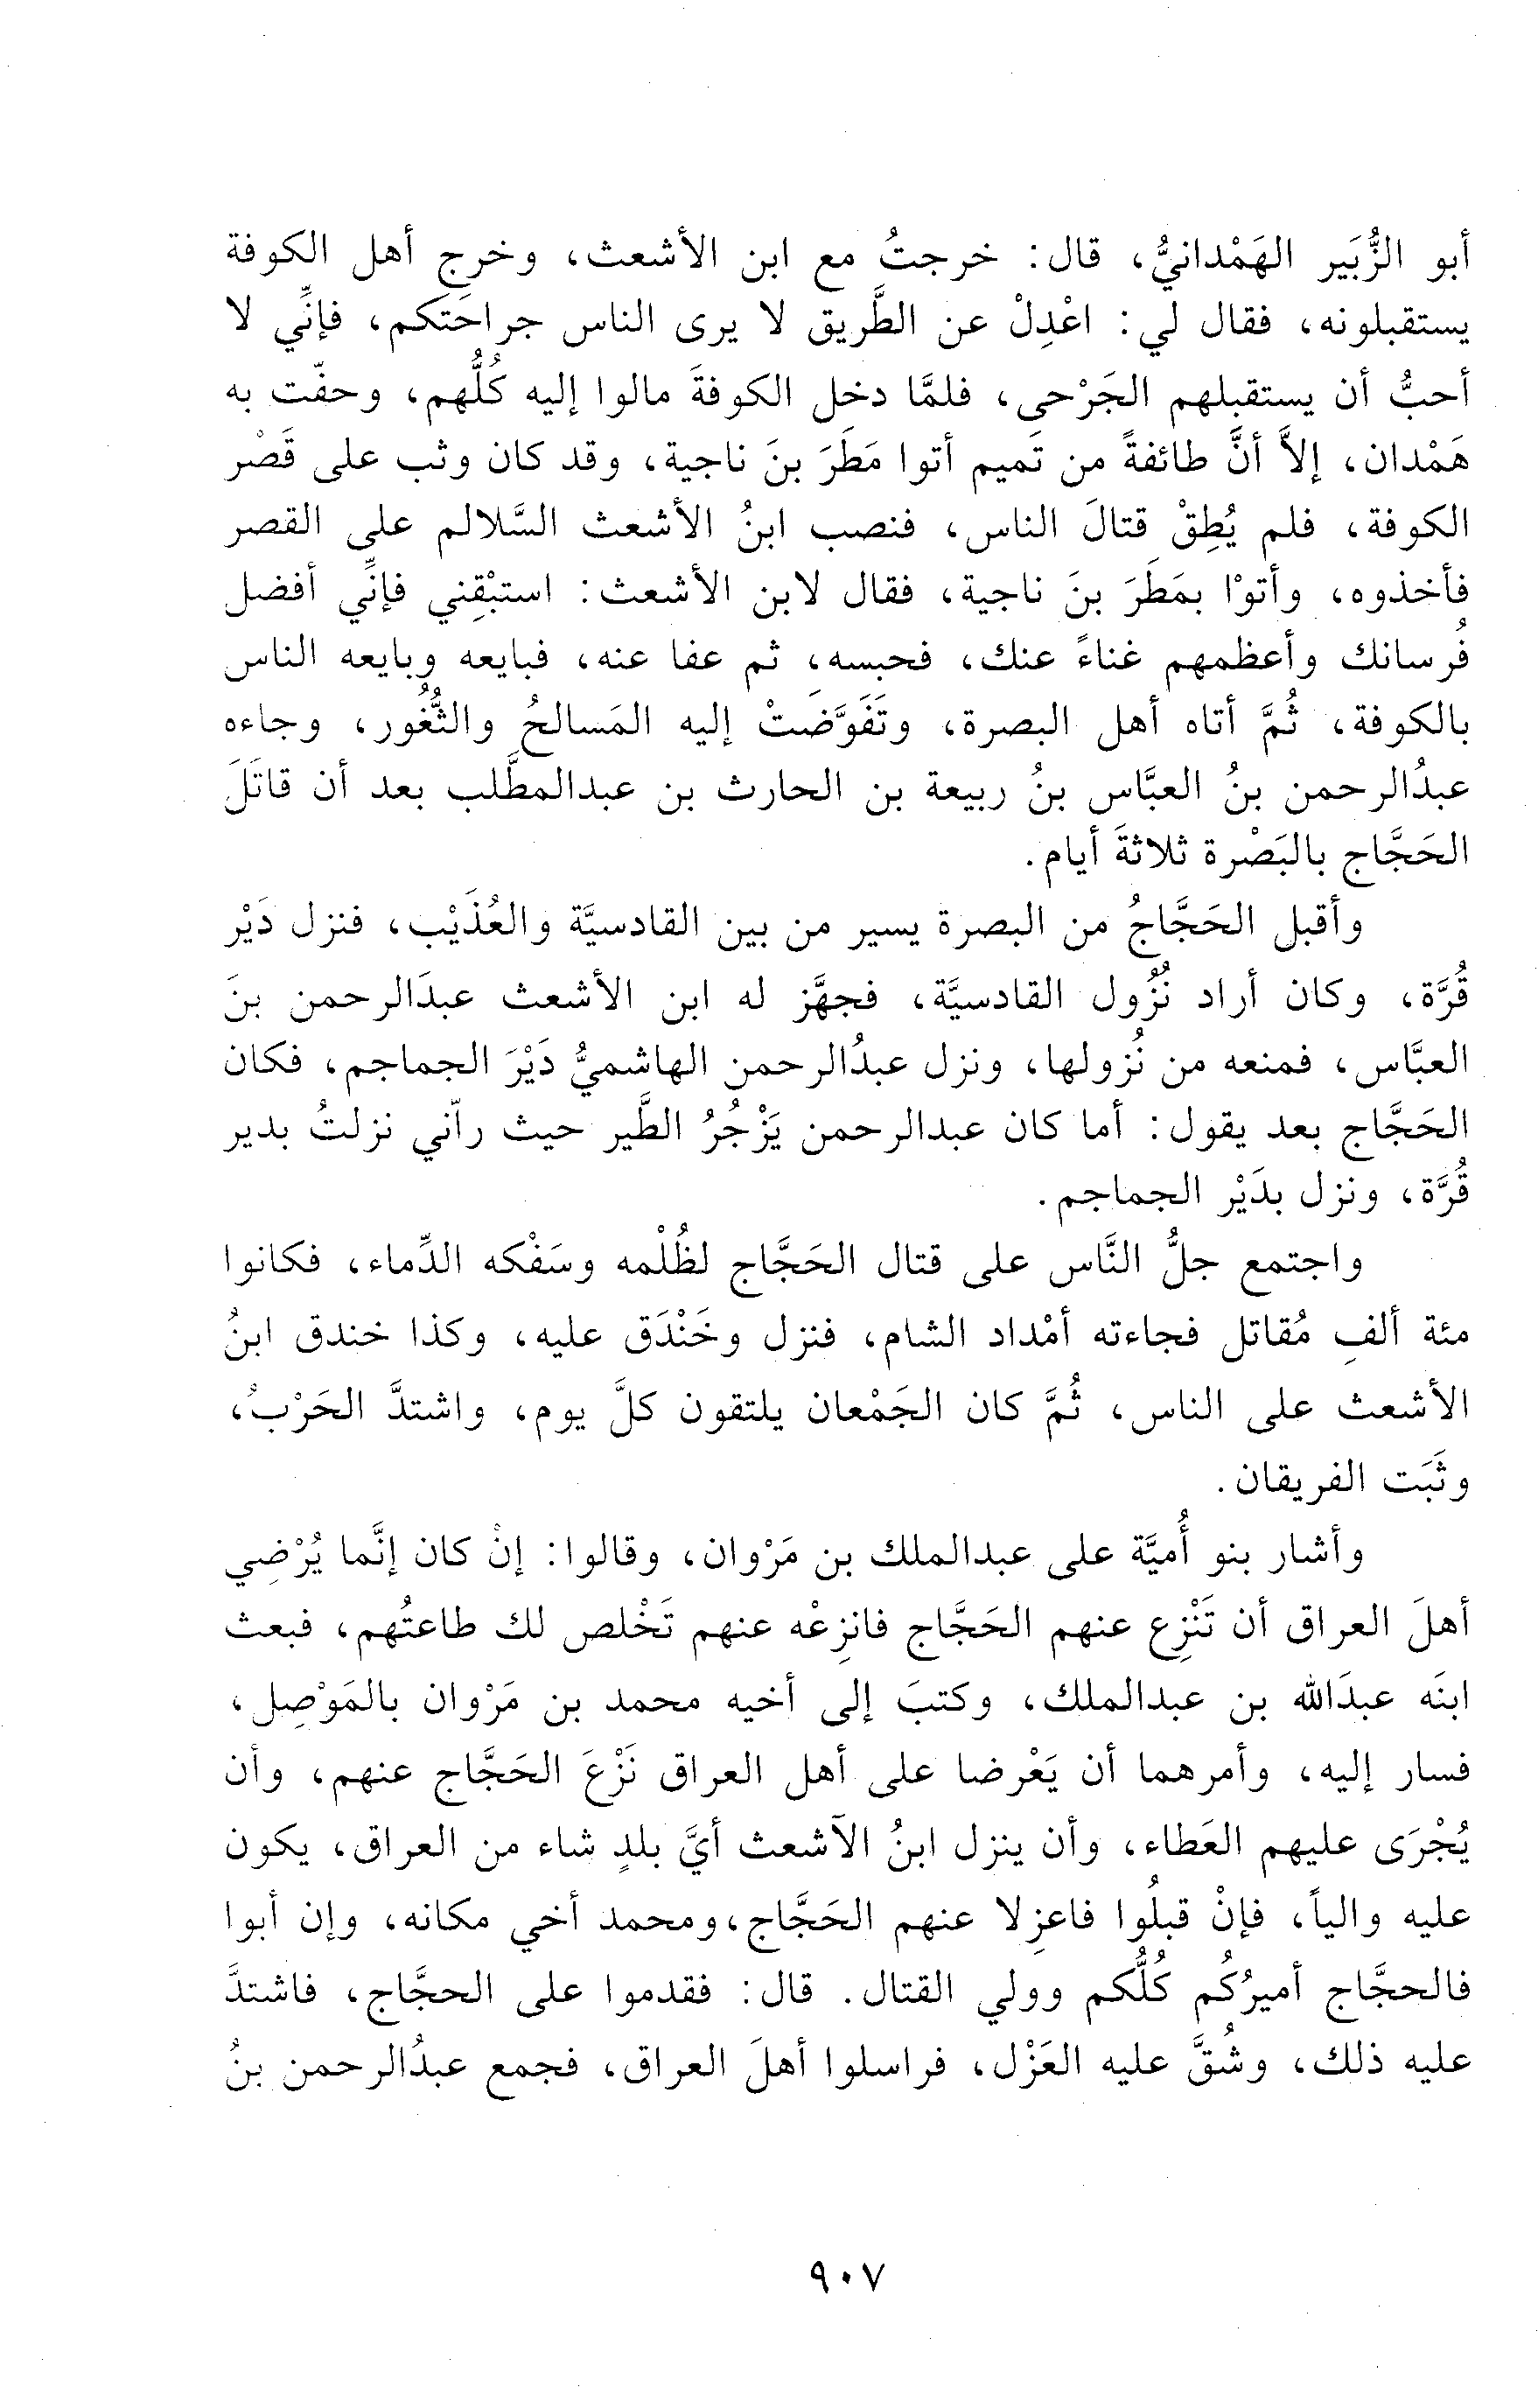 أبو الزُّبَير الهَمْدانيُّ، قال: خرجتُ مع ابن الأشعث، وخرج أهل الكوفة
يستقبلونه، فقال لي: اعْدِلْ عن الطَّريق لا يرى الناس جراحَتَكم، فإنِّي لا
أحبُّ أن يستقبلهم الجَرْحى، فلمَّا دخل الكوفةَ مالوا إليه كُلُّهم، وحفّت به
هَمْدان، إلاَّ أنَّ طائفةً من تَميم أتوا مَطَرَ بنَ ناجية، وقد كان وثب على قَصْر
الكوفة، فلم يُطِقْ قتالَ الناس، فنصب ابنُ الأشعث السَّلالم على القصر
فأخذوه، وأتوْا بمَطَرَ بنَ ناجية، فقال لابن الأشعث: استبْقِني فإنِّي أفضل
فُرسانك وأعظمهم غناءً عنك، فحبسه، ثم عفا عنه، فبايعه وبايعه الناس
بالكوفة، ثُمَّ أتاه أهل البصرة، وتَفَوَّضَتْ إليه المَسالحُ والثُّغُور، وجاءه
عبدُالرحمن بنُ العبَّاس بنُ ربيعة بن الحارث بن عبدالمطَّلب بعد أن قاتَلَ
الحَجَّاج بالبَصْرة ثلاثةَ أيام.
وأقبل الحَجَّاجُ من البصرة يسير من بين القادسيَّة والعُذَيْب، فنزل دَيْر
قُرَّة، وكان أراد نُزُول القادسيَّة، فجهَّز له ابن الأشعث عبدَالرحمن بنَ
العبَّاس، فمنعه من نُزولها، ونزل عبدُالرحمن الهاشميُّ دَيْرَ الجماجم، فكان
الحَجَّاج بعد يقول: أما كان عبدالرحمن يَزْجُرُ الطَّير حيث رآني نزلتُ بدير
قُرَّة، ونزل بدَيْر الجماجم.
واجتمع جلُّ النَّاس على قتال الحَجَّاج لظُلْمه وسَفْكه الدِّماء، فكانوا
مئة ألفِ مُقاتل فجاءته أمْداد الشام، فنزل وخَنْدَق عليه، وكذا خندق ابنُ
الأشعث على الناس، ثُمَّ كان الجَمْعان يلتقون كلَّ يوم، واشتدَّ الحَرْبُ،
وثَبَت الفريقان.
وأشار بنو أُميَّة على عبدالملك بن مَرْوان، وقالوا: إنْ كان إنَّما يُرْضِي
أهلَ العراق أن تَنْزِع عنهم الحَجَّاج فانزِعْه عنهم تَخْلص لك طاعتُهم، فبعث
ابنَه عبدَالله بن عبدالملك، وكتبَ إلى أخيه محمد بن مَرْوان بالمَوْصِل،
فسار إليه، وأمرهما أن يَعْرضا على أهل العراق نَزْعَ الحَجَّاج عنهم، وأن
يُجْرَى عليهم العَطاء، وأن ينزل ابنُ الآشعث أيَّ بلدٍ شاء من العراق، يكون
عليه والياً، فإنْ قبلُوا فاعزِلا عنهم الحَجَّاج،ومحمد أخي مكانه، وإن أبوا
فالحجَّاج أميرُكُم كُلُّكم وولي القتال. قال: فقدموا على الحجَّاج، فاشتدَّ
عليه ذلك، وشُقَّ عليه العَزْل، فراسلوا أهلَ العراق، فجمع عبدُالرحمن بنُ
٩٠٧